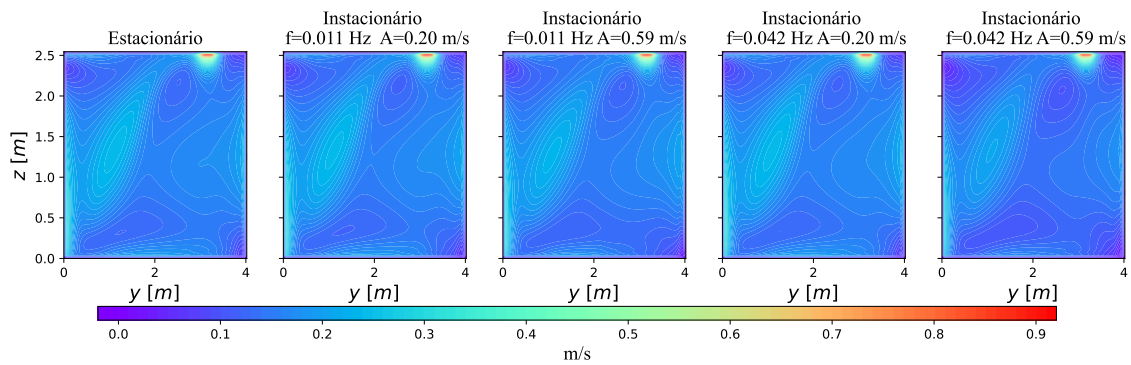 Estacionário
Instacionário
f=0.011 Hz  A=0.20 m/s
Instacionário
f=0.011 Hz A=0.59 m/s
Instacionário
f=0.042 Hz A=0.20 m/s
Instacionário
f=0.042 Hz A=0.59 m/s
z [m]
2.5
2.0
1.5
1.0
0.5
0.0
0 2 4
0 2 4
0 2 4
0 2 4
0 2 4
y [m]
y [m]
y [m]
y [m]
y [m]
0.0 0.1 0.2 0.3 0.4 0.5 0.6 0.7 0.8 0.9
m/s